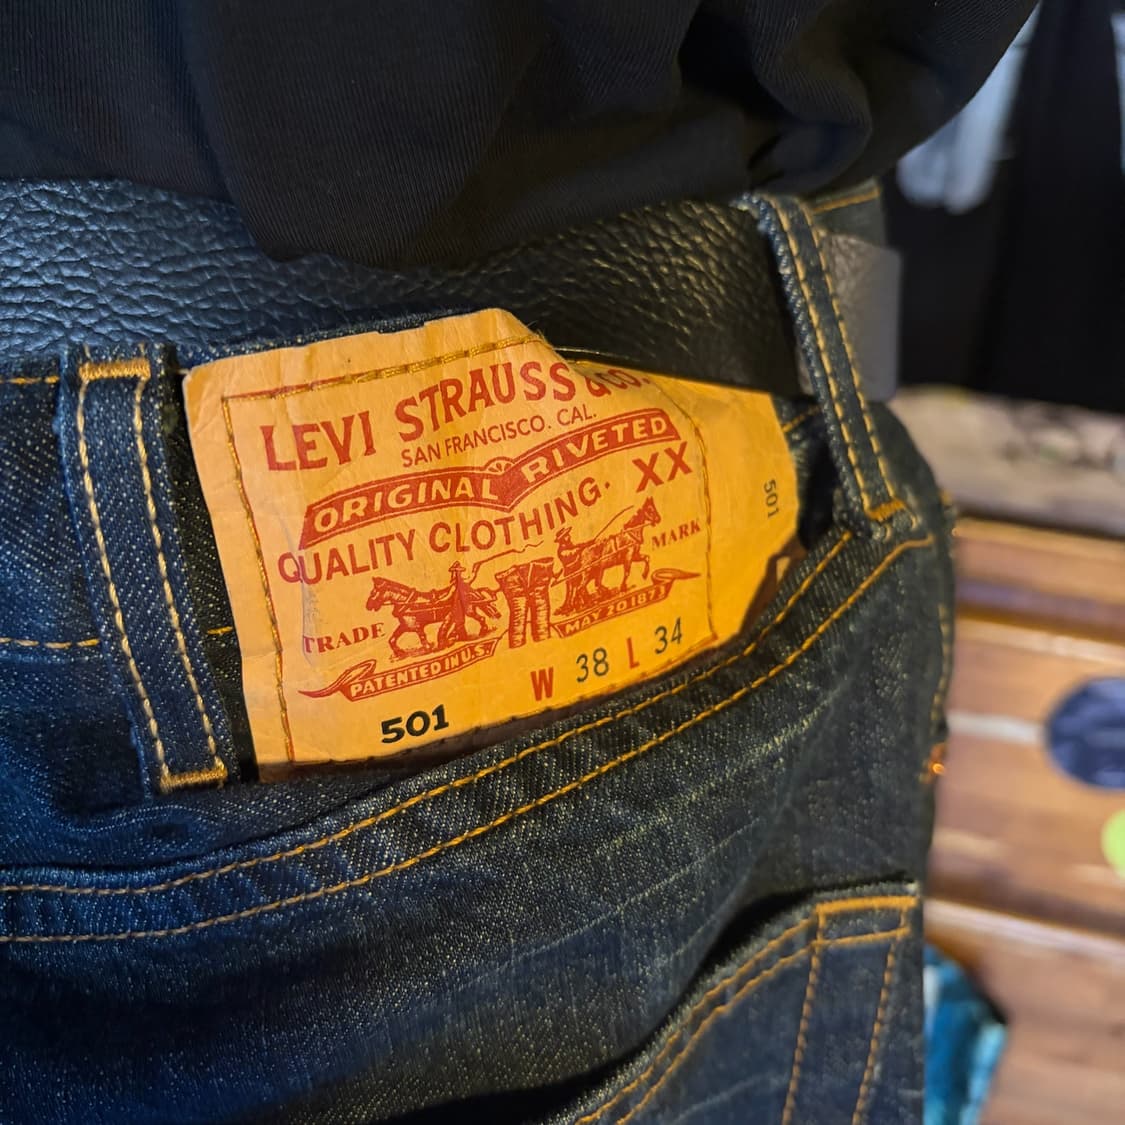 LEVI STRAUSS & CO.
SAN FRANCISCO. CAL.
ORIGINAL RIVETED
QUALITY CLOTHING. XX
TRADE MARK
PATENTED IN U.S. MAY 20 1873
W 38 L 34
501
501